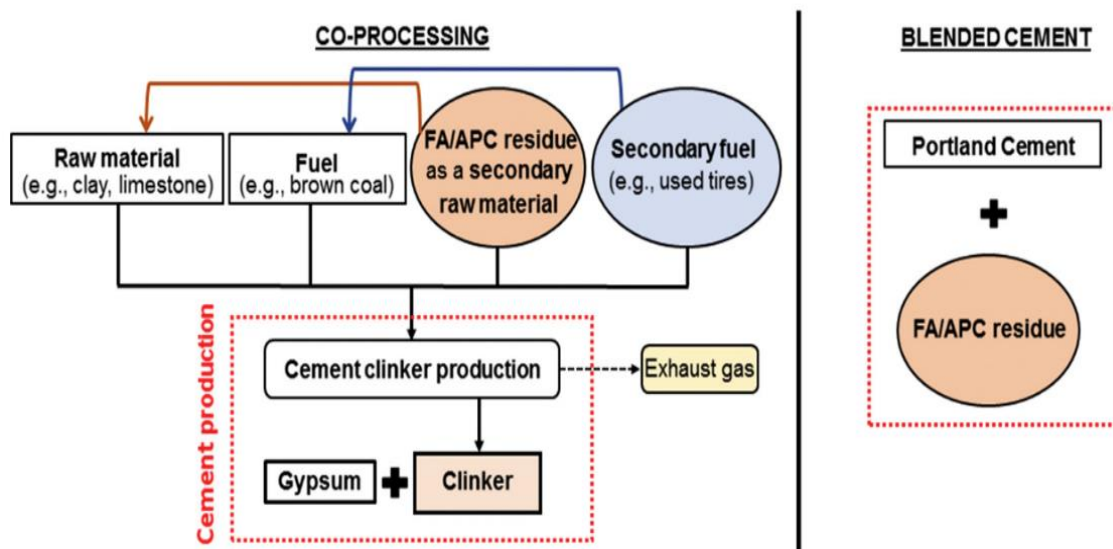 CO-PROCESSING
Raw material
(e.g., clay, limestone)
Fuel
(e.g., brown coal)
FA/APC residue
as a secondary
raw material
Secondary fuel
(e.g., used tires)
Cement production
Cement clinker production
Exhaust gas
Gypsum
Clinker
BLENDED CEMENT
Portland Cement
FA/APC residue